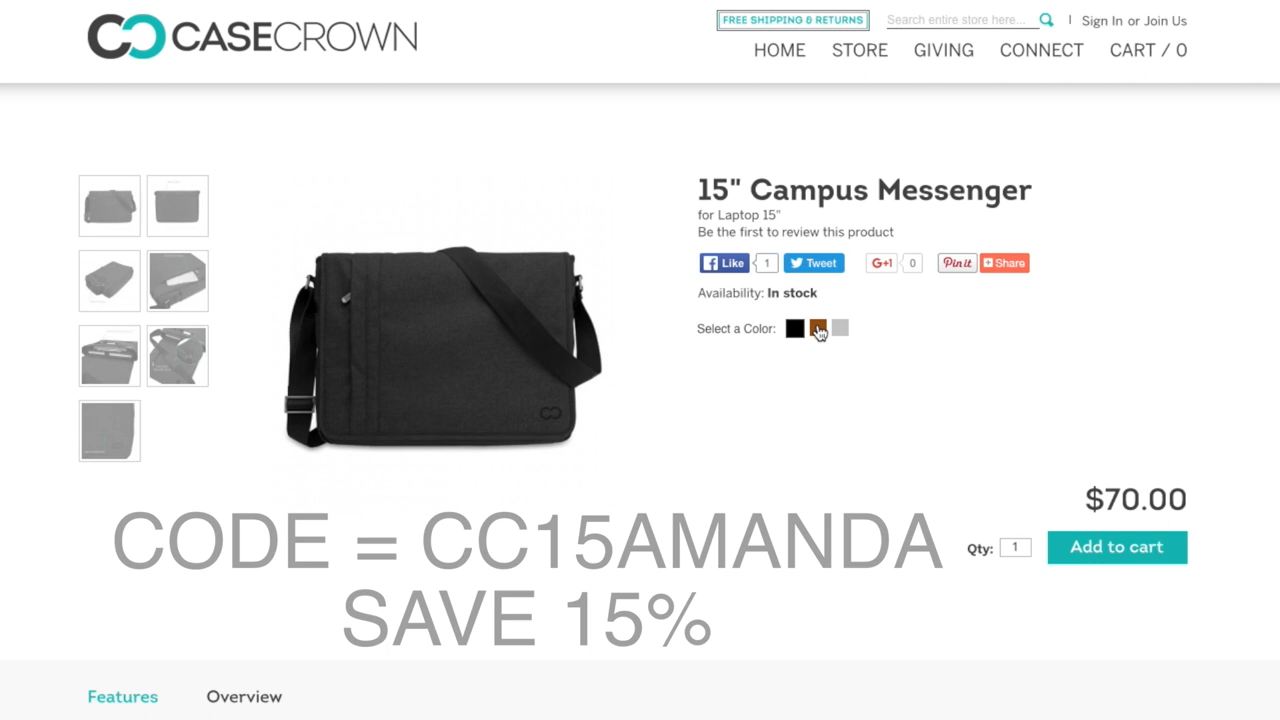 CASECROWN
FREE SHIPPING & RETURNS
Search entire store here...
| Sign In or Join Us
HOME STORE GIVING CONNECT CART / 0
15" Campus Messenger
for Laptop 15"
Be the first to review this product
Like 1 Tweet G+1 0 Pin it Share
Availability: In stock
Select a Color:
$70.00
Qty: 1 Add to cart
CODE = CC15AMANDA
SAVE 15%
Features Overview